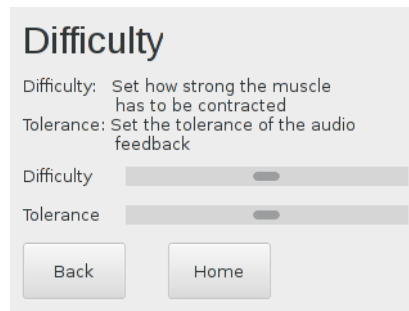 Difficulty
Difficulty: Set how strong the muscle
has to be contracted
Tolerance: Set the tolerance of the audio
feedback
Difficulty
Tolerance
Back Home